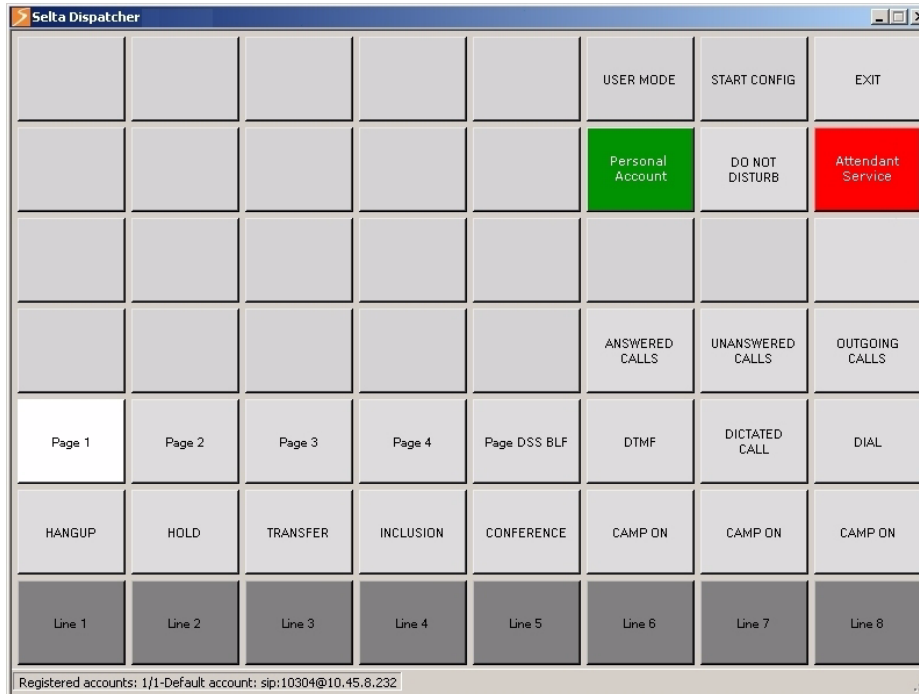 Selta Dispatcher
USER MODE
START CONFIG
EXIT
Personal
Account
DO NOT
DISTURB
Attendant
Service
ANSWERED
CALLS
UNANSWERED
CALLS
OUTGOING
CALLS
Page 1
Page 2
Page 3
Page 4
Page DSS BLF
DTMF
DICTATED
CALL
DIAL
HANGUP
HOLD
TRANSFER
INCLUSION
CONFERENCE
CAMP ON
CAMP ON
CAMP ON
Line 1
Line 2
Line 3
Line 4
Line 5
Line 6
Line 7
Line 8
Registered accounts: 1/1-Default account: sip:10304@10.45.8.232